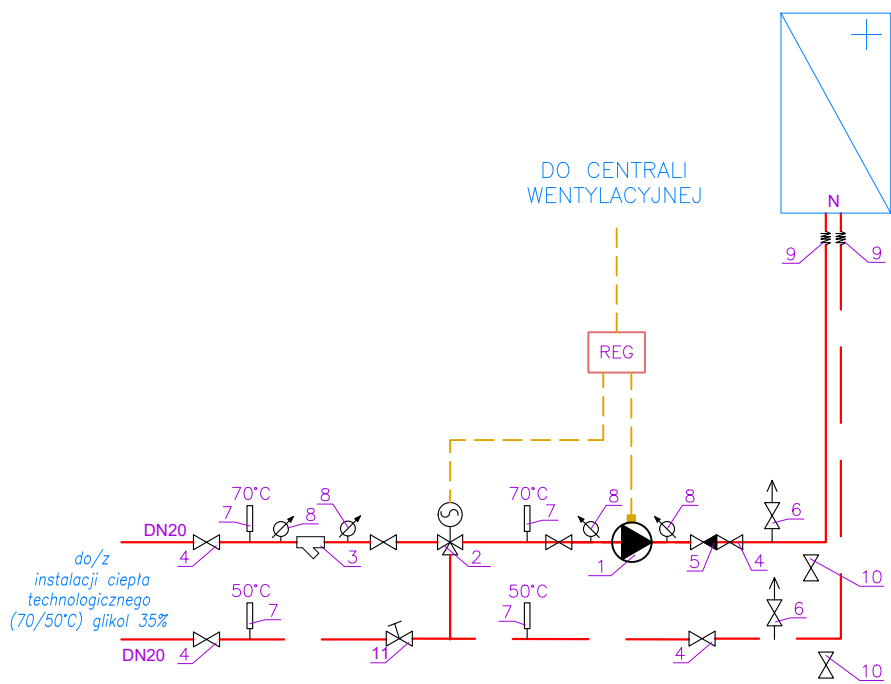 DO CENTRALI
WENTYLACYJNEJ
N
9
9
REG
70°C
8
70°C
7
8
7
8
8
6
DN20
4
3
2
1
5
4
do/z
instalacji ciepła
technologicznego
(70/50°C) glikol 35%
10
50°C
7
50°C
7
6
DN20
4
11
4
10